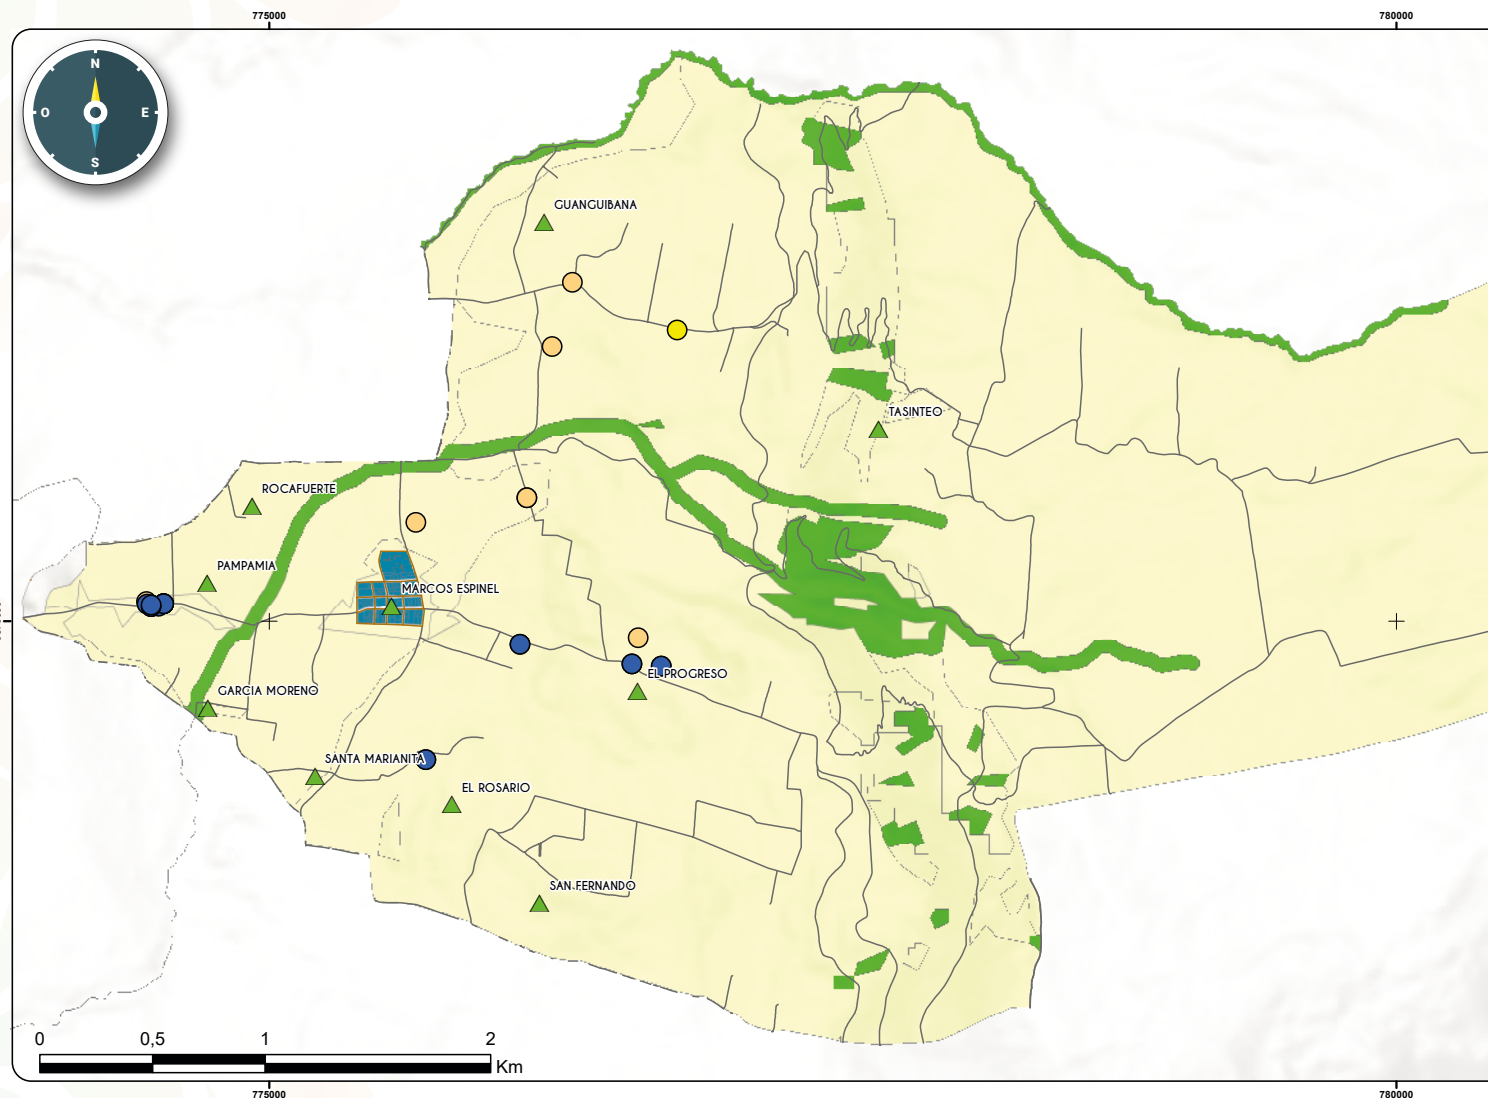 775000 780000
N
O E
S
GUANGUIBANA
TASINTEO
ROCAFUERTE
PAMPAMIA
MARCOS ESPINEL
EL PROGRESO
GARCIA MORENO
SANTA MARIANITA
EL ROSARIO
SAN FERNANDO
0 0,5 1 2
Km
775000 780000